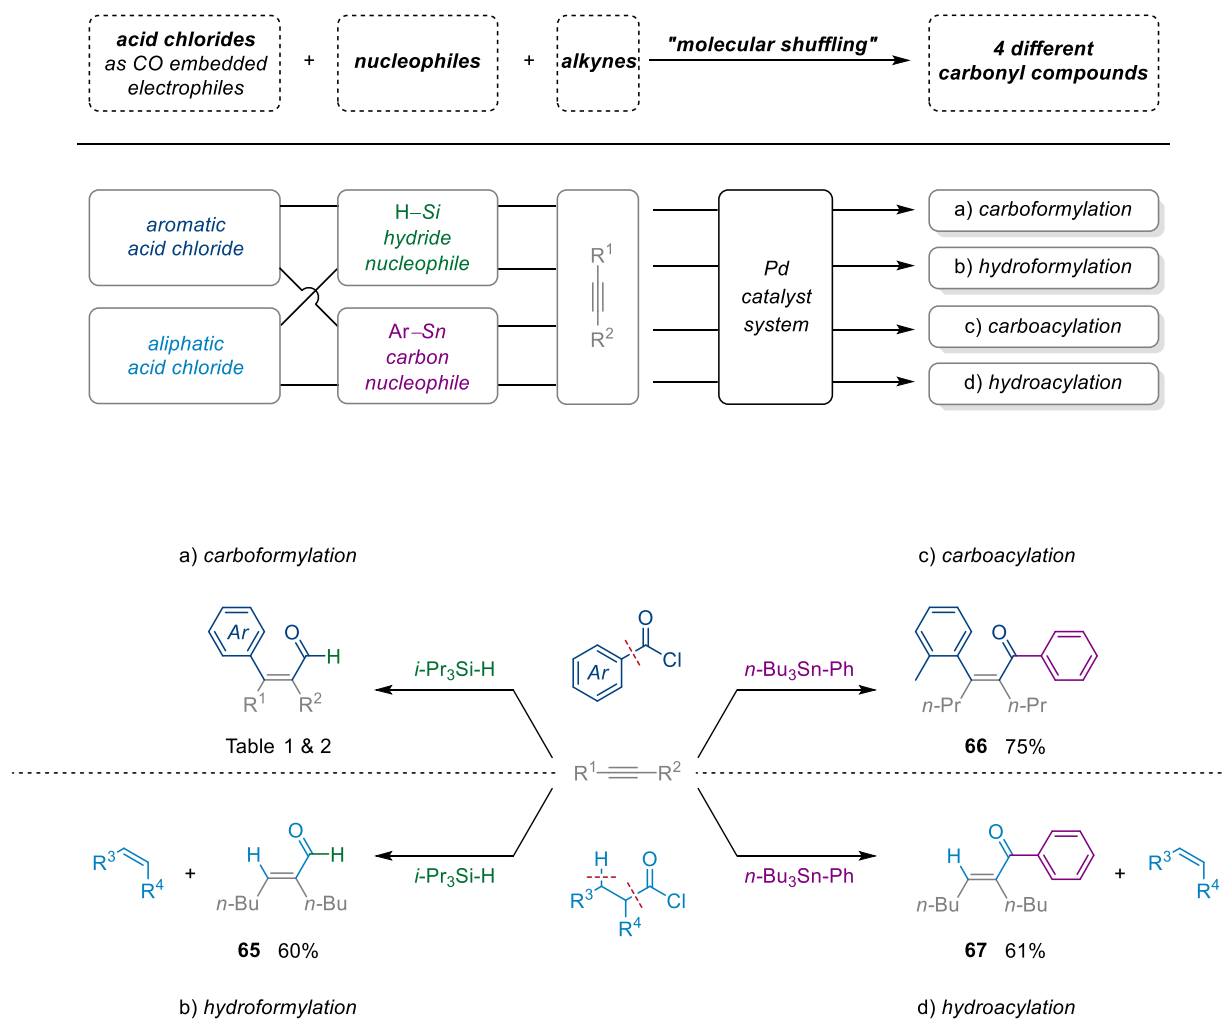 acid chlorides
as CO embedded
electrophiles
+
nucleophiles
+
alkynes
"molecular shuffling"
4 different
carbonyl compounds
aromatic
acid chloride
H–Si
hydride
nucleophile
aliphatic
acid chloride
Ar–Sn
carbon
nucleophile
R¹
R²
Pd
catalyst
system
a) carboformylation
b) hydroformylation
c) carboacylation
d) hydroacylation
a) carboformylation
Ar
O
H
R¹
R²
Table 1 & 2
i-Pr₃Si-H
O
Cl
Ar
n-Bu₃Sn-Ph
c) carboacylation
O
n-Pr
n-Pr
66 75%
R¹
R²
R³
R⁴
+
O
H
H
n-Bu
n-Bu
65 60%
b) hydroformylation
i-Pr₃Si-H
H
O
R³
Cl
R⁴
n-Bu₃Sn-Ph
O
H
n-Bu
n-Bu
+
R³
R⁴
67 61%
d) hydroacylation